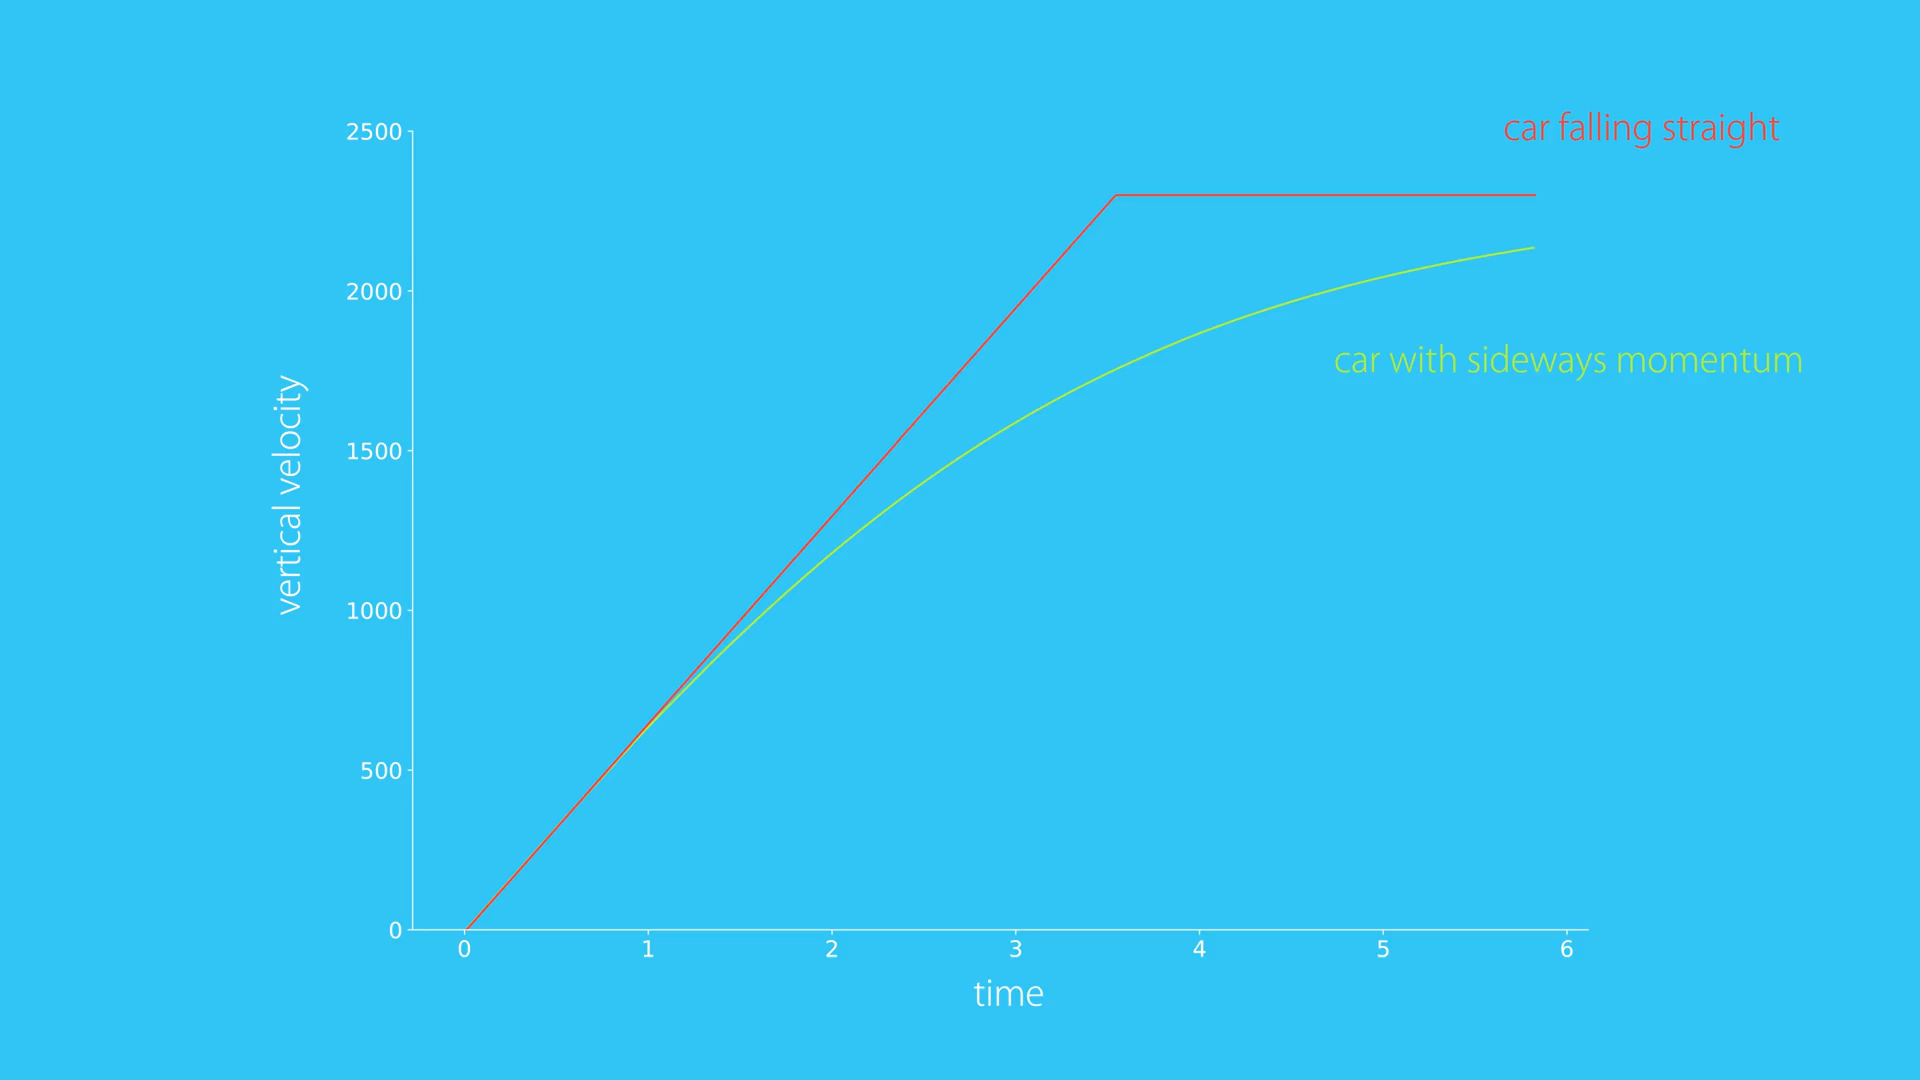 car falling straight
car with sideways momentum
vertical velocity
2500
2000
1500
1000
500
0
0 1 2 3 4 5 6
time